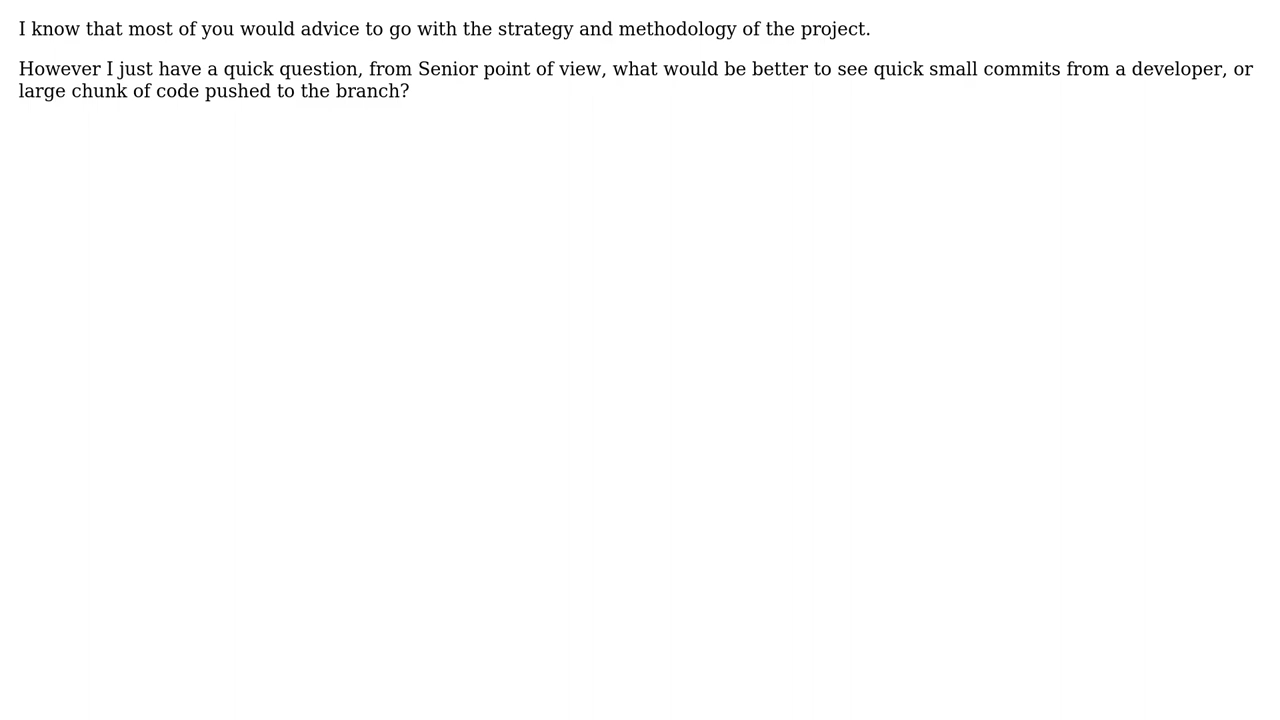 I know that most of you would advice to go with the strategy and methodology of the project.
However I just have a quick question, from Senior point of view, what would be better to see quick small commits from a developer, or
large chunk of code pushed to the branch?